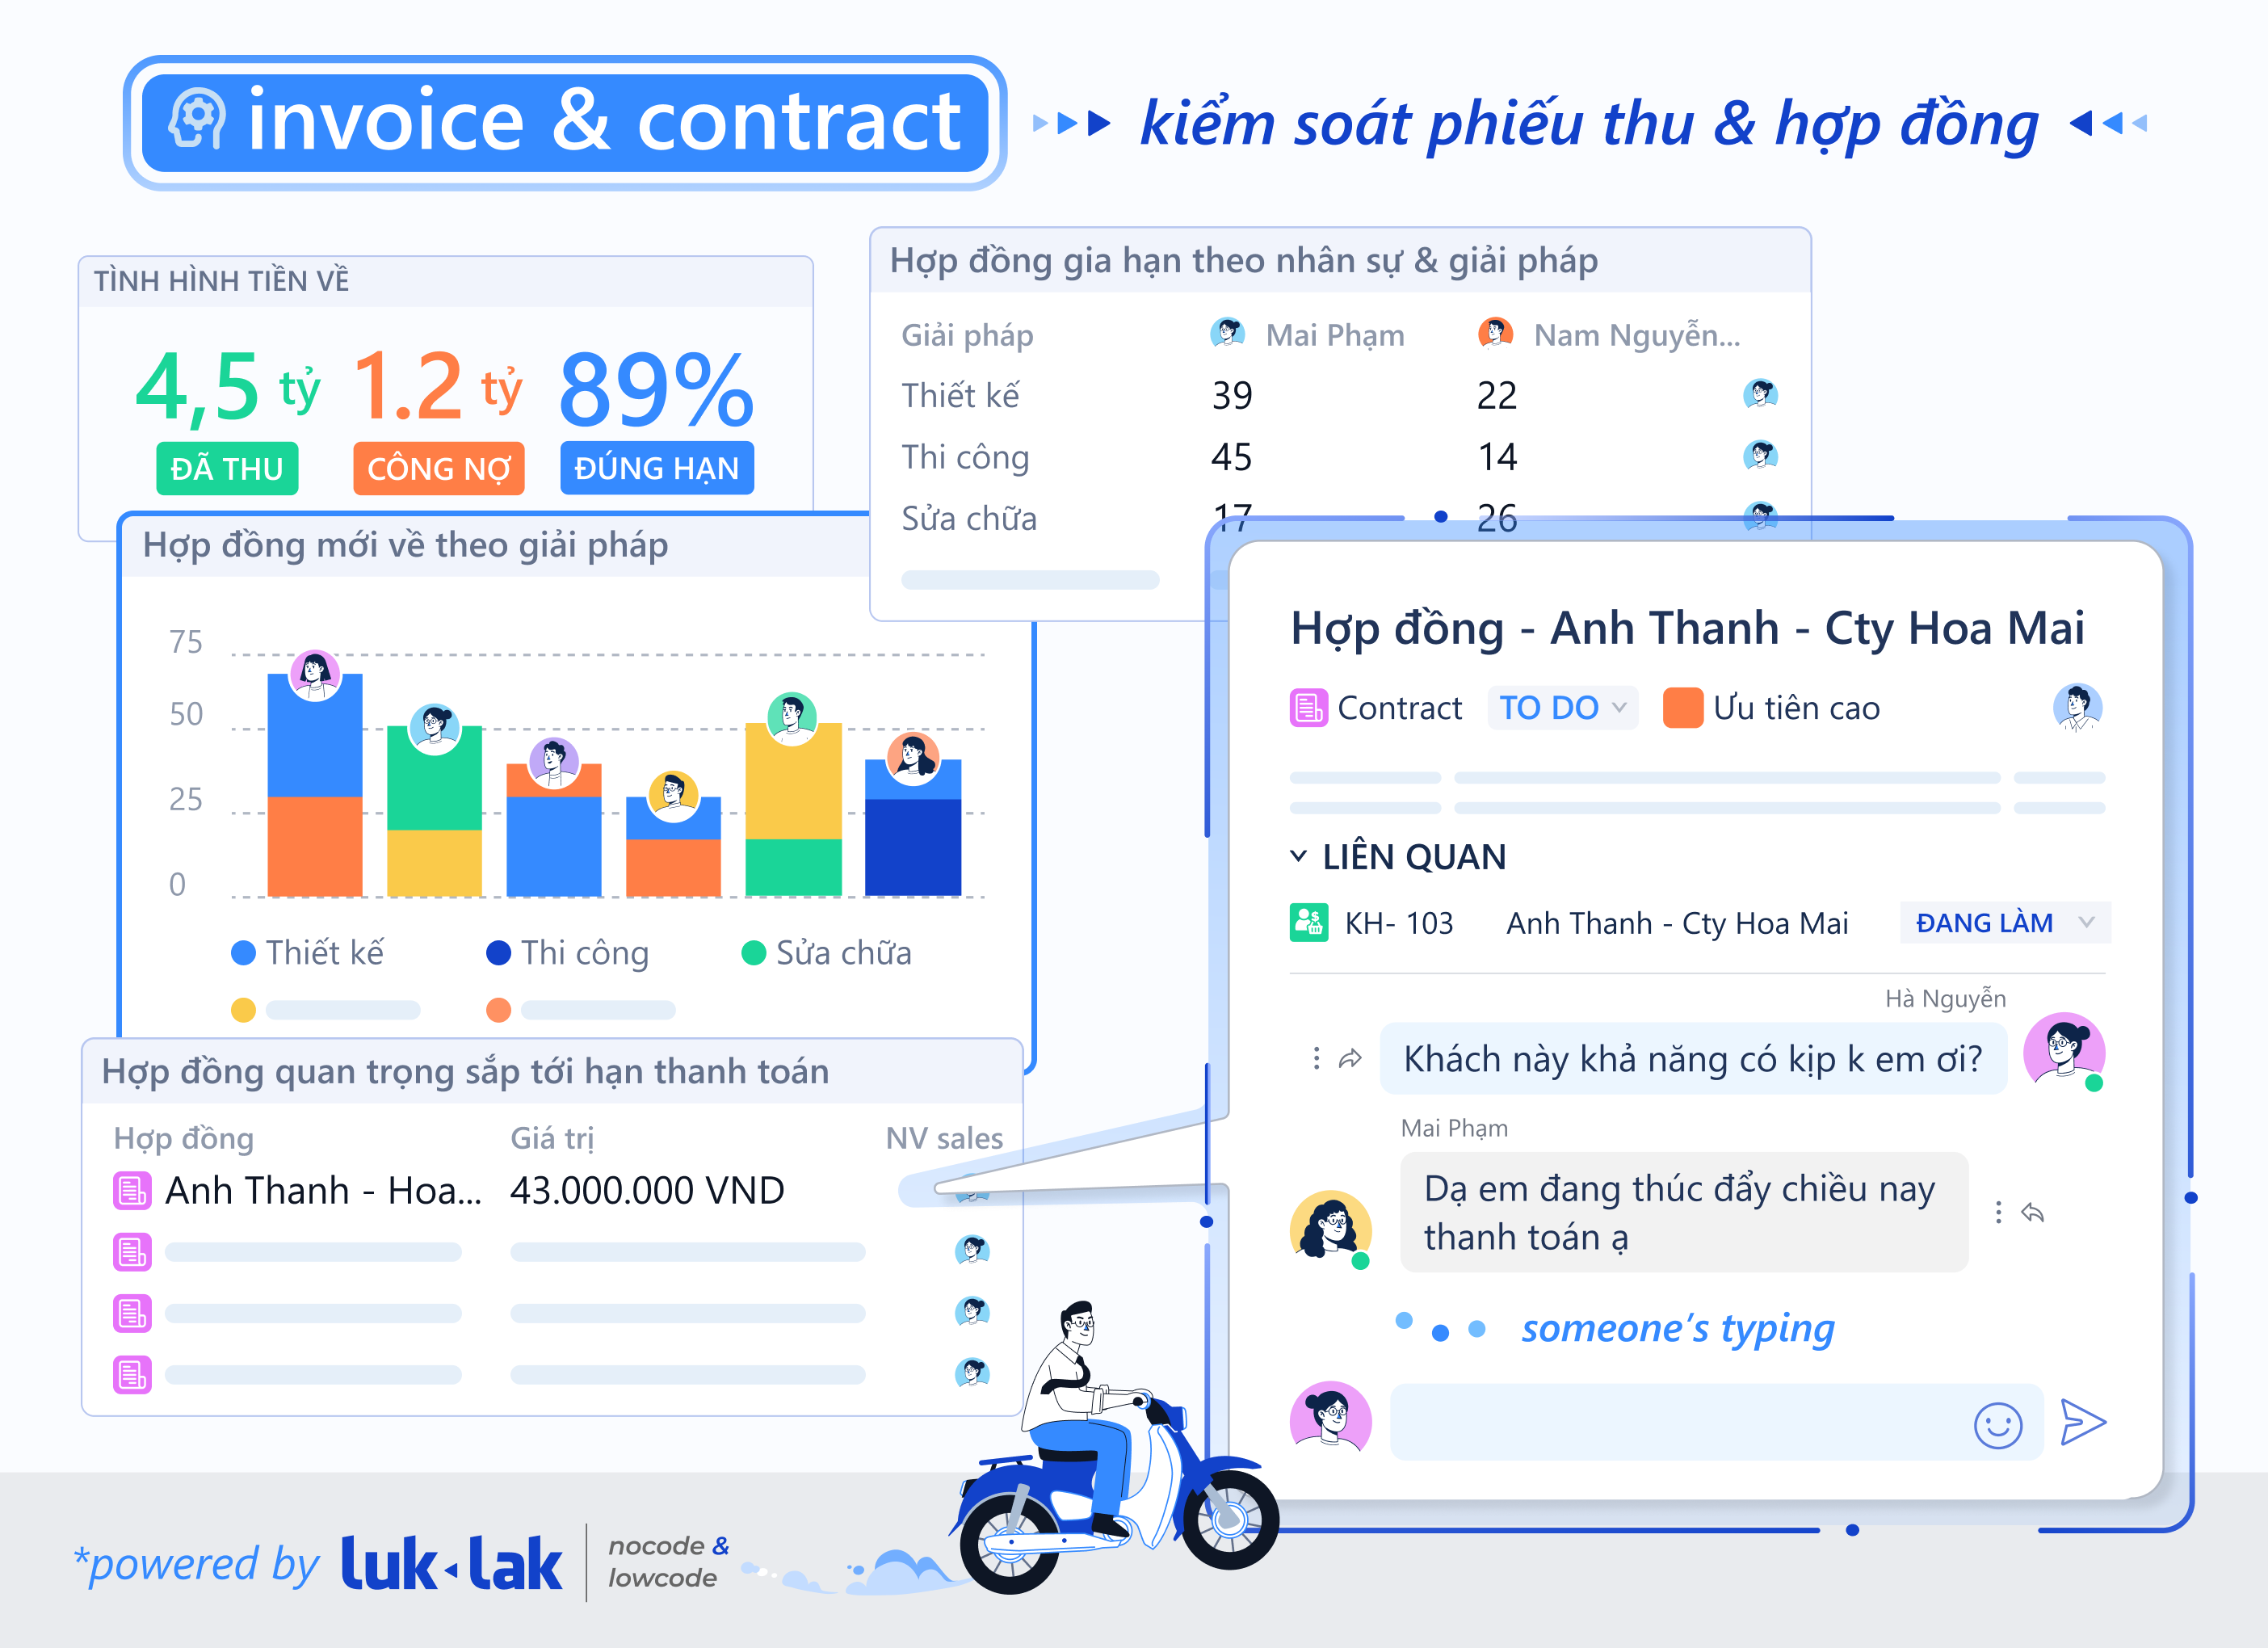 invoice & contract
kiểm soát phiếu thu & hợp đồng
TÌNH HÌNH TIỀN VỀ
4,5 tỷ 1.2 tỷ 89%
ĐÃ THU CÔNG NỢ ĐÚNG HẠN
Hợp đồng gia hạn theo nhân sự & giải pháp
Giải pháp Mai Phạm Nam Nguyễn...
Thiết kế 39 22
Thi công 45 14
Sửa chữa 17 26
Hợp đồng mới về theo giải pháp
75
50
25
0
Thiết kế Thi công Sửa chữa
Hợp đồng quan trọng sắp tới hạn thanh toán
Hợp đồng Giá trị NV sales
Anh Thanh - Hoa... 43.000.000 VND
Hợp đồng - Anh Thanh - Cty Hoa Mai
Contract TO DO Ưu tiên cao
LIÊN QUAN
KH- 103 Anh Thanh - Cty Hoa Mai ĐANG LÀM
Hà Nguyễn
Khách này khả năng có kịp k em ơi?
Mai Phạm
Dạ em đang thúc đẩy chiều nay
thanh toán ạ
someone's typing
*powered by luk lak
nocode &
lowcode